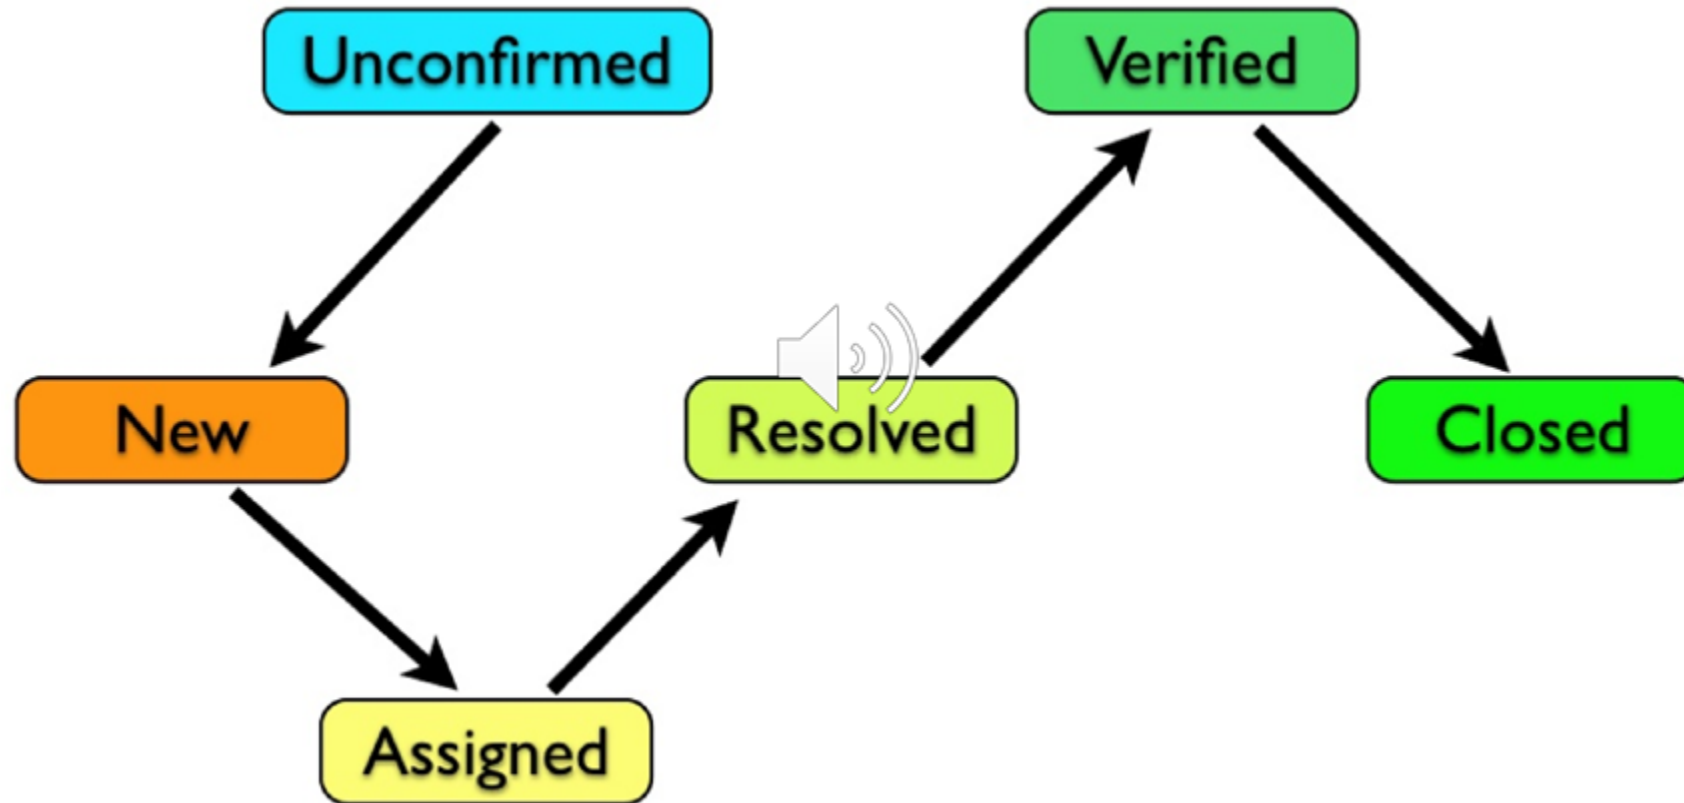 Unconfirmed
Verified
New
Resolved
Closed
Assigned